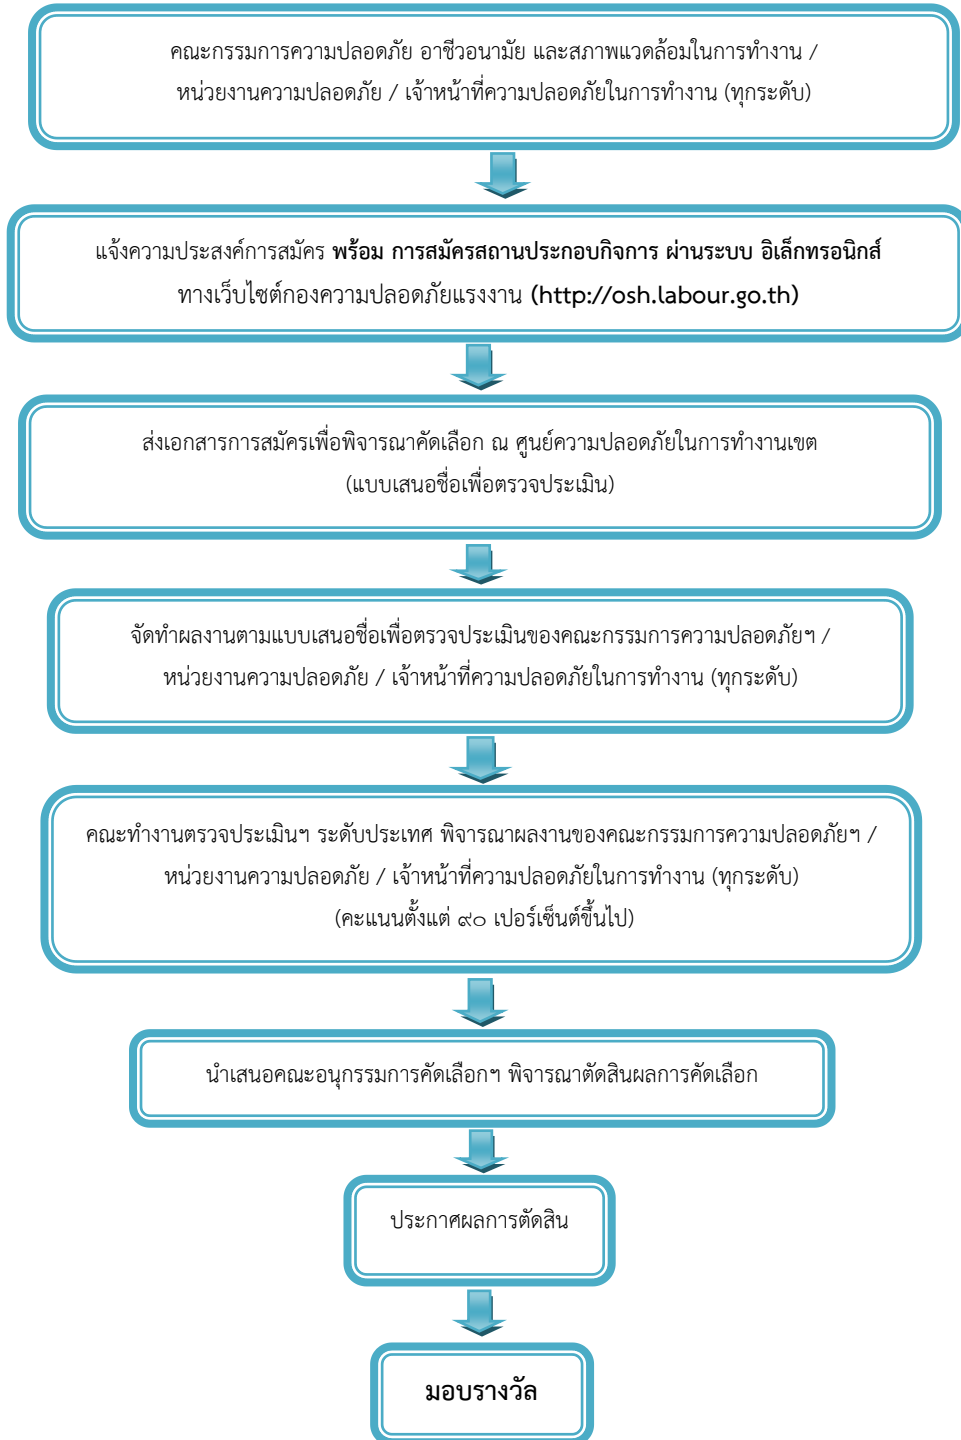 คณะกรรมการความปลอดภัย อาชีวอนามัย และสภาพแวดล้อมในการทำงาน /
หน่วยงานความปลอดภัย / เจ้าหน้าที่ความปลอดภัยในการทำงาน (ทุกระดับ)
แจ้งความประสงค์การสมัคร พร้อม การสมัครสถานประกอบกิจการ ผ่านระบบ อิเล็กทรอนิกส์
ทางเว็บไซต์กองความปลอดภัยแรงงาน (http://osh.labour.go.th)
ส่งเอกสารการสมัครเพื่อพิจารณาคัดเลือก ณ ศูนย์ความปลอดภัยในการทำงานเขต
(แบบเสนอชื่อเพื่อตรวจประเมิน)
จัดทำผลงานตามแบบเสนอชื่อเพื่อตรวจประเมินของคณะกรรมการความปลอดภัยฯ /
หน่วยงานความปลอดภัย / เจ้าหน้าที่ความปลอดภัยในการทำงาน (ทุกระดับ)
คณะทำงานตรวจประเมินฯ ระดับประเทศ พิจารณาผลงานของคณะกรรมการความปลอดภัยฯ /
หน่วยงานความปลอดภัย / เจ้าหน้าที่ความปลอดภัยในการทำงาน (ทุกระดับ)
(คะแนนตั้งแต่ ๙๐ เปอร์เซ็นต์ขึ้นไป)
นำเสนอคณะอนุกรรมการคัดเลือกฯ พิจารณาตัดสินผลการคัดเลือก
ประกาศผลการตัดสิน
มอบรางวัล